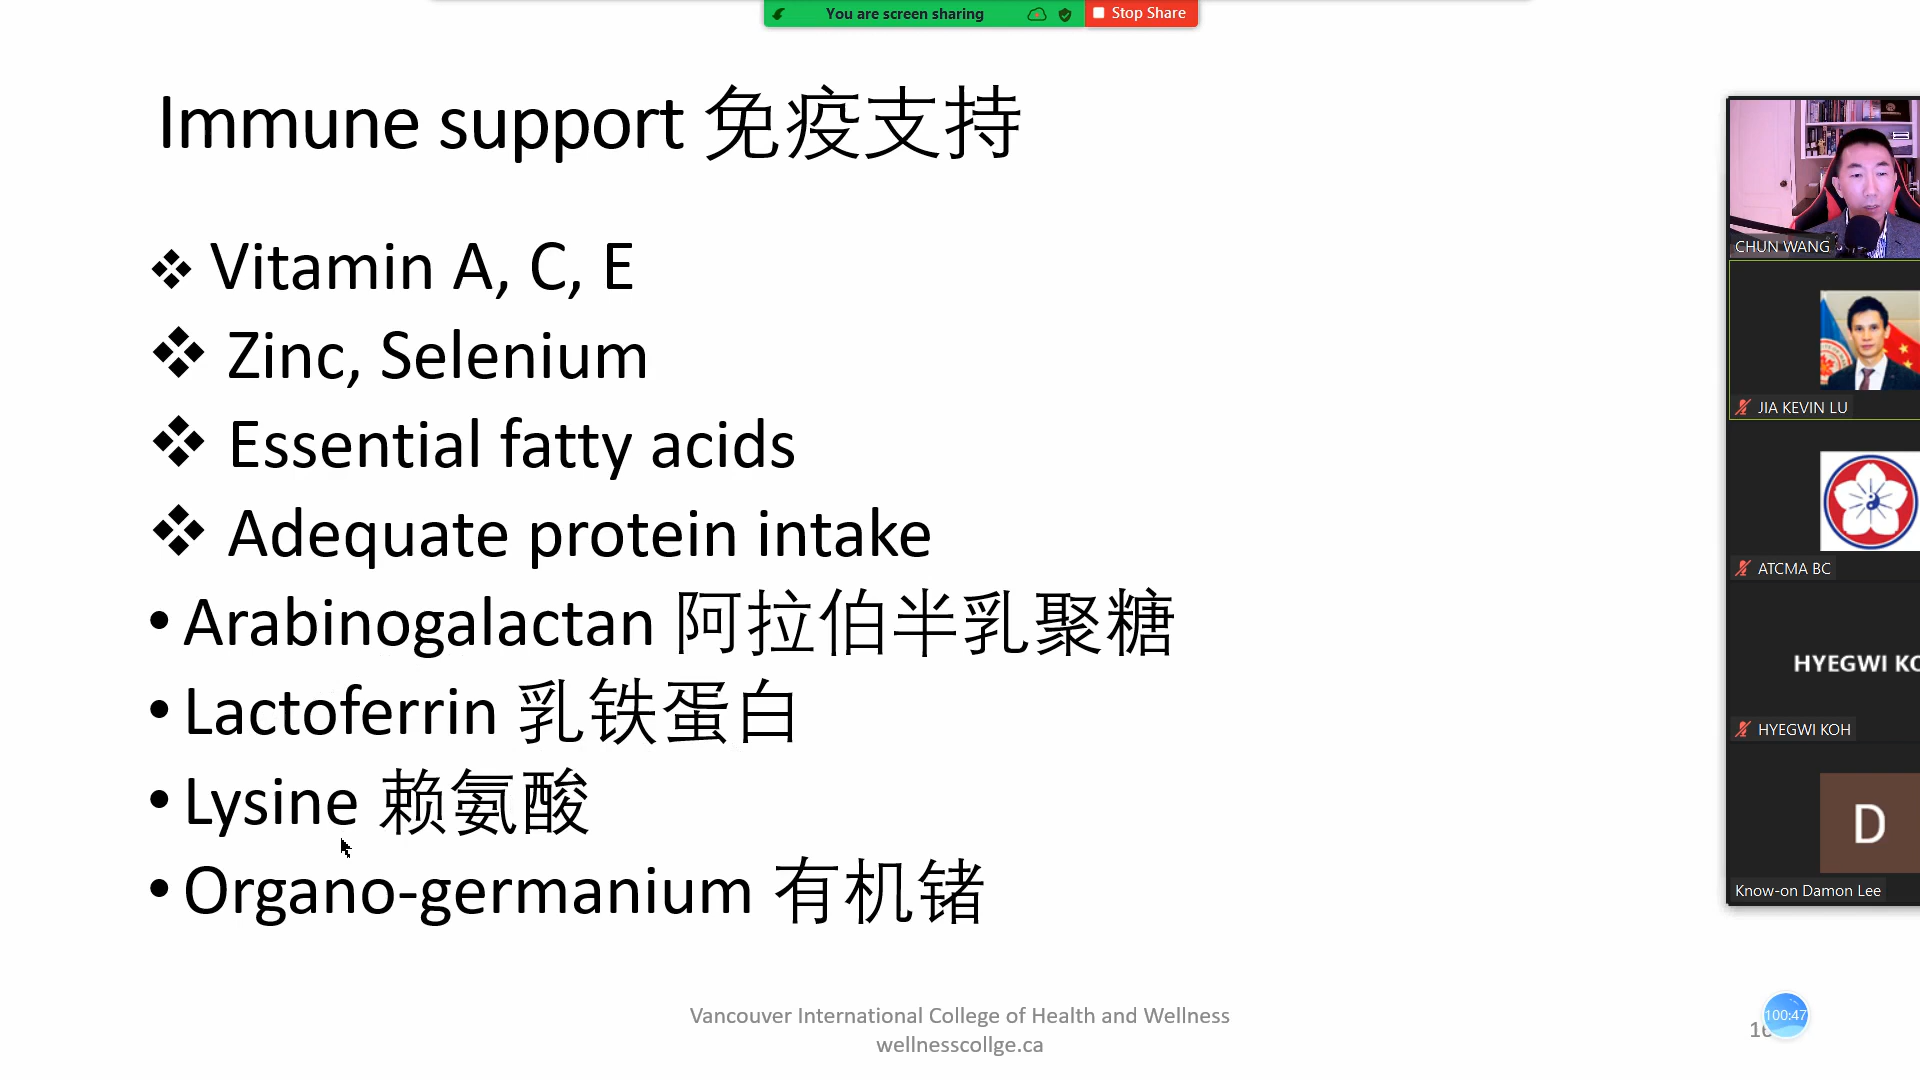 You are screen sharing
Stop Share
Immune support 免疫支持
❖ Vitamin A, C, E
❖ Zinc, Selenium
❖ Essential fatty acids
❖ Adequate protein intake
• Arabinogalactan 阿拉伯半乳聚糖
• Lactoferrin 乳铁蛋白
• Lysine 赖氨酸
• Organo-germanium 有机锗
Vancouver International College of Health and Wellness
wellnesscollge.ca
100:47
CHUN WANG
JIA KEVIN LU
ATCMA BC
HYEGWI KO
HYEGWI KOH
D
Know-on Damon Lee